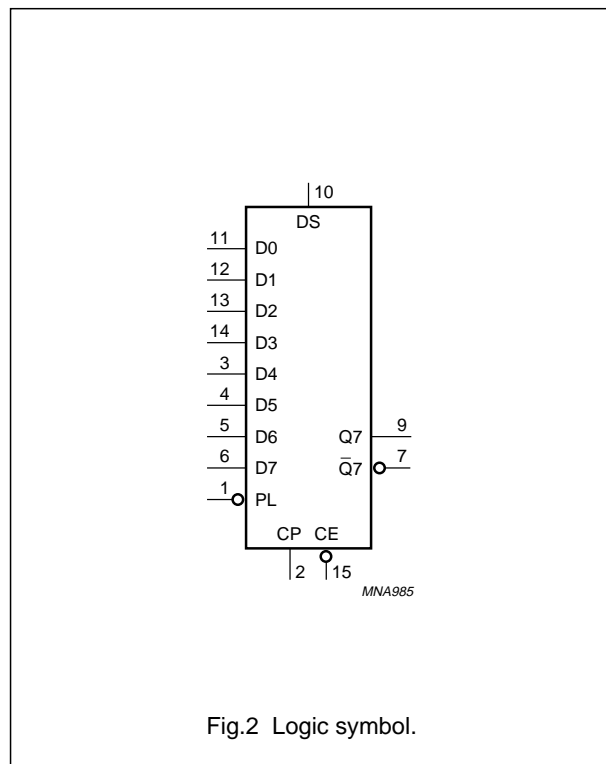 10
DS
11 D0
12 D1
13 D2
14 D3
3 D4
4 D5
5 D6 Q7 9
6 D7 Q̅7 7
1 PL
CP CE
2 15
MNA985
Fig.2 Logic symbol.